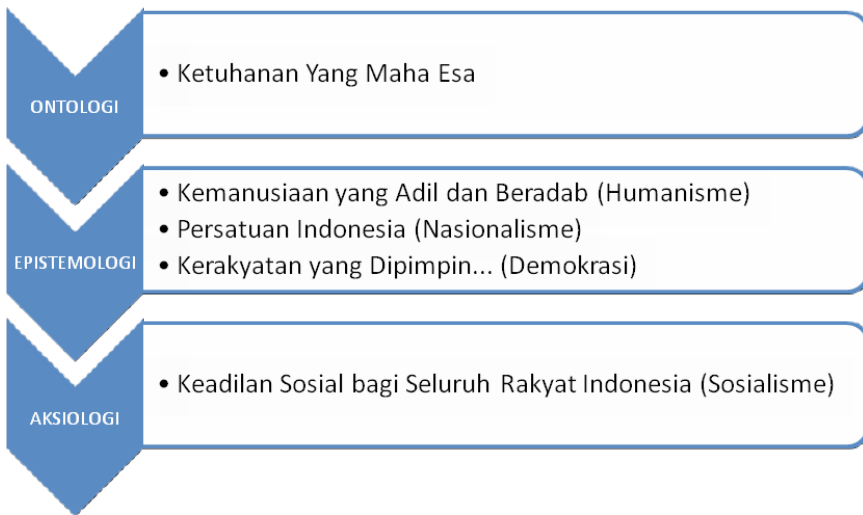 ONTOLOGI
• Ketuhanan Yang Maha Esa
EPISTEMOLOGI
• Kemanusiaan yang Adil dan Beradab (Humanisme)
• Persatuan Indonesia (Nasionalisme)
• Kerakyatan yang Dipimpin... (Demokrasi)
AKSIOLOGI
• Keadilan Sosial bagi Seluruh Rakyat Indonesia (Sosialisme)